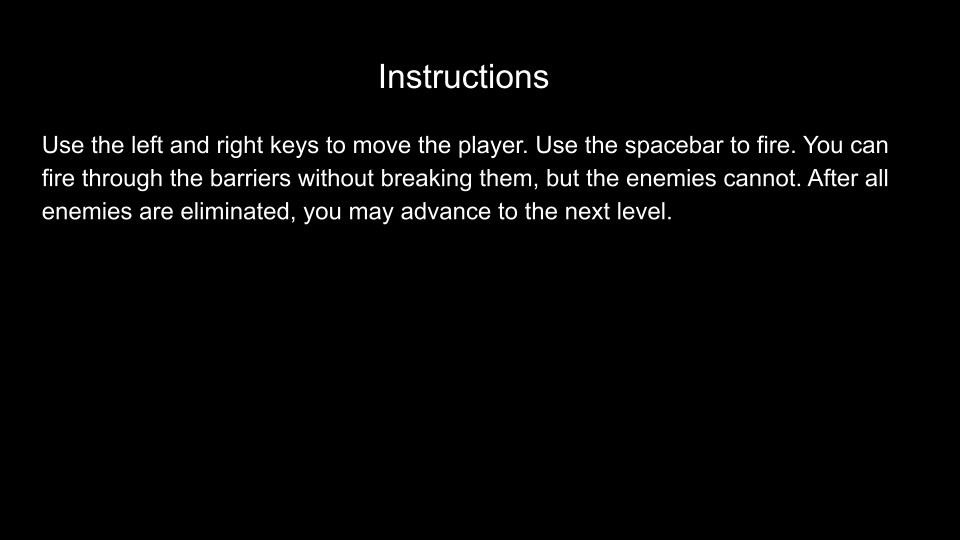 Instructions
Use the left and right keys to move the player. Use the spacebar to fire. You can
fire through the barriers without breaking them, but the enemies cannot. After all
enemies are eliminated, you may advance to the next level.